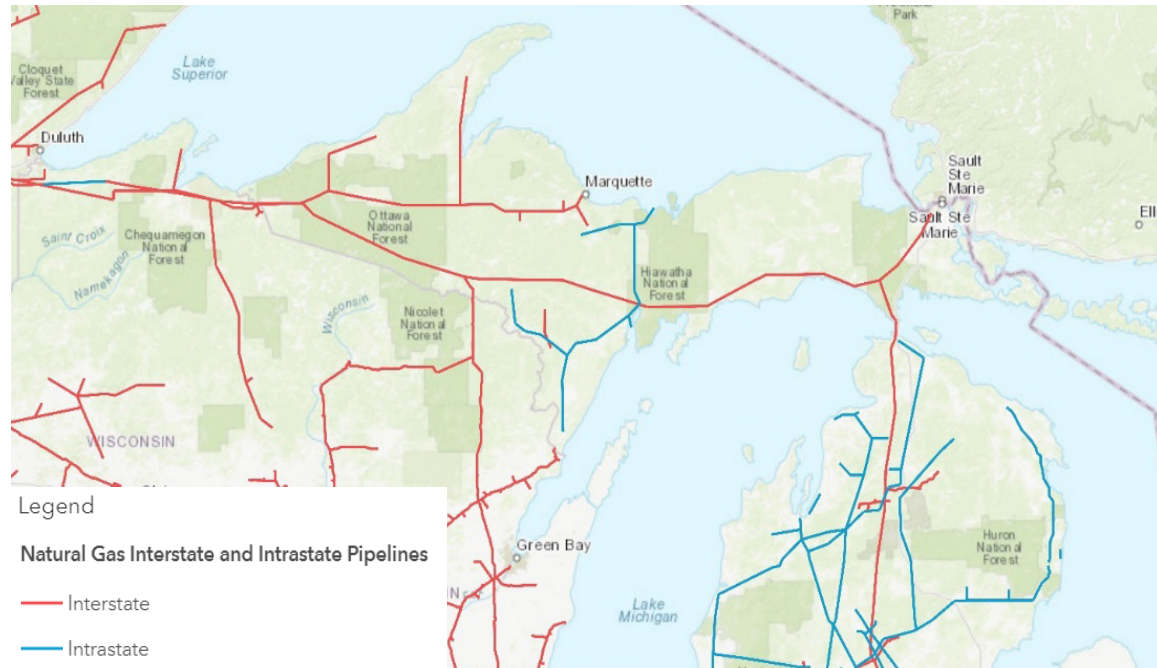 Park
Lake
Superior
Cloquet
Valley State
Forest
Duluth
Sault
Ste
Marie
Sault Ste
Marie
Ell
Marquette
Ottawa
National
Forest
Saint Croix
Chequamegon
National
Forest
Namekagon
Hiawatha
National
Forest
Wisconsin
Nicolet
National
Forest
WISCONSIN
Legend
Natural Gas Interstate and Intrastate Pipelines
Interstate
Intrastate
Green Bay
Huron
National
Forest
Lake
Michigan